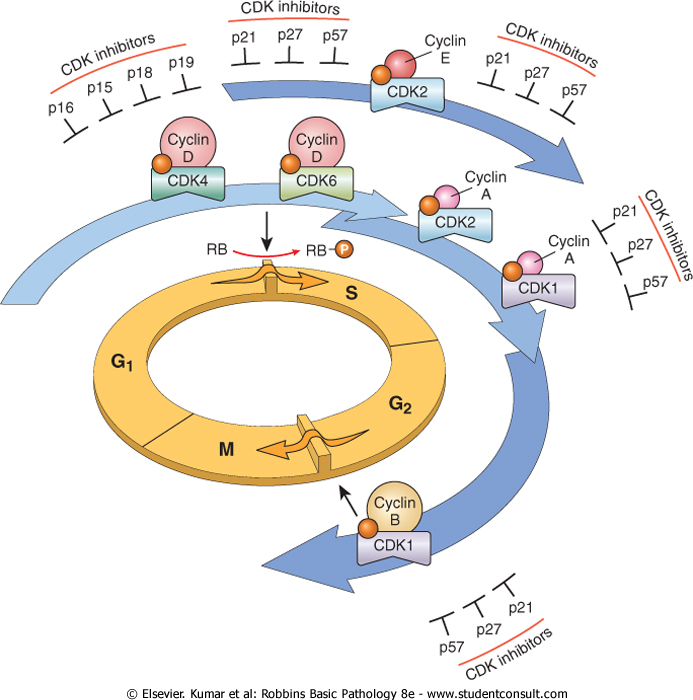 CDK inhibitors
p16
p15
p18
p19
CDK inhibitors
p21
p27
p57
Cyclin
E
CDK2
CDK inhibitors
p21
p27
p57
Cyclin
D
CDK4
Cyclin
D
CDK6
Cyclin
A
CDK2
Cyclin
A
CDK1
CDK inhibitors
p21
p27
p57
RB
RB
P
S
G1
G2
M
Cyclin
B
CDK1
p57
p27
p21
CDK inhibitors
© Elsevier. Kumar et al: Robbins Basic Pathology 8e - www.studentconsult.com